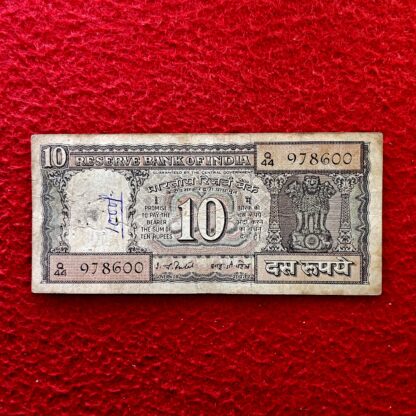 10 RESERVE BANK OF INDIA
O/44 978600
GUARANTEED BY THE CENTRAL GOVERNMENT
भारतीय रिज़र्व बैंक
I PROMISE
TO PAY THE
BEARER
THE SUM OF
TEN RUPEES
10
O/44 978600
दस रूपये